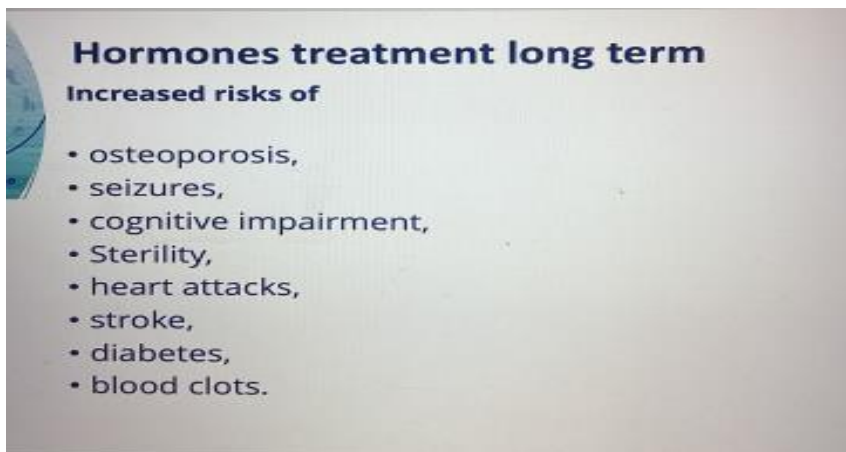 Hormones treatment long term
Increased risks of
• osteoporosis,
• seizures,
• cognitive impairment,
• Sterility,
• heart attacks,
• stroke,
• diabetes,
• blood clots.